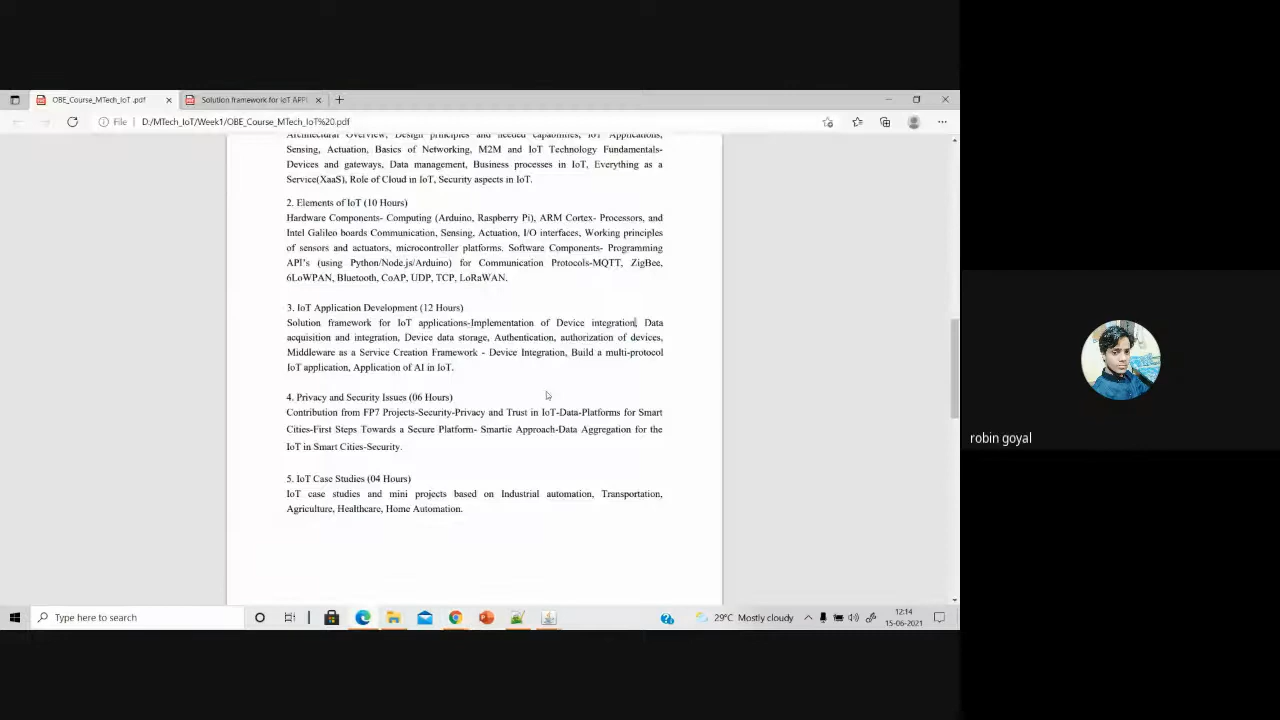 OBE_Course_MTech_IoT .pdf
Solution framework for IoT APPL
File
D:/MTech_IoT/Week1/OBE_Course_MTech_IoT%20.pdf
Architectural Overview, Design principles and needed capabilities, IoT Applications,
Sensing, Actuation, Basics of Networking, M2M and IoT Technology Fundamentals-
Devices and gateways, Data management, Business processes in IoT, Everything as a
Service(XaaS), Role of Cloud in IoT, Security aspects in IoT.
2. Elements of IoT (10 Hours)
Hardware Components- Computing (Arduino, Raspberry Pi), ARM Cortex- Processors, and
Intel Galileo boards Communication, Sensing, Actuation, I/O interfaces, Working principles
of sensors and actuators, microcontroller platforms. Software Components- Programming
API's (using Python/Node.js/Arduino) for Communication Protocols-MQTT, ZigBee,
6LoWPAN, Bluetooth, CoAP, UDP, TCP, LoRaWAN.
3. IoT Application Development (12 Hours)
Solution framework for IoT applications-Implementation of Device integration, Data
acquisition and integration, Device data storage, Authentication, authorization of devices,
Middleware as a Service Creation Framework - Device Integration, Build a multi-protocol
IoT application, Application of AI in IoT.
4. Privacy and Security Issues (06 Hours)
Contribution from FP7 Projects-Security-Privacy and Trust in IoT-Data-Platforms for Smart
Cities-First Steps Towards a Secure Platform- Smartie Approach-Data Aggregation for the
IoT in Smart Cities-Security.
5. IoT Case Studies (04 Hours)
IoT case studies and mini projects based on Industrial automation, Transportation,
Agriculture, Healthcare, Home Automation.
robin goyal
Type here to search
29°C Mostly cloudy
12:14
15-06-2021